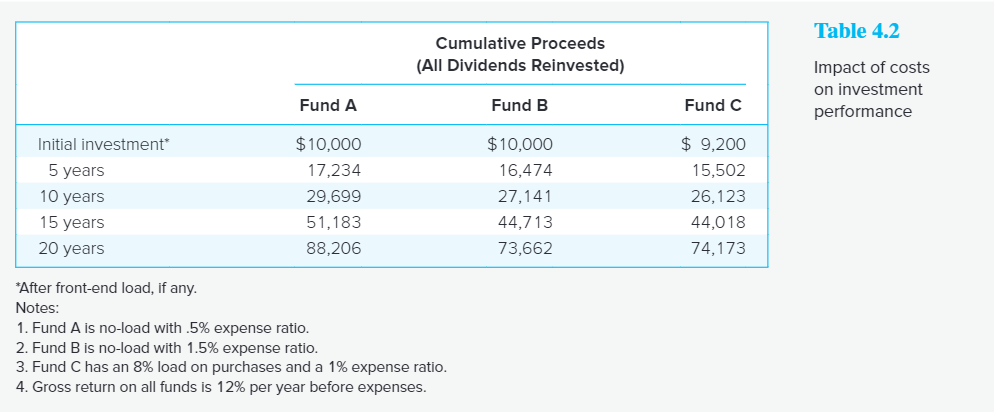 Cumulative Proceeds
(All Dividends Reinvested)
Fund A Fund B Fund C
Initial investment* $10,000 $10,000 $ 9,200
5 years 17,234 16,474 15,502
10 years 29,699 27,141 26,123
15 years 51,183 44,713 44,018
20 years 88,206 73,662 74,173
*After front-end load, if any.
Notes:
1. Fund A is no-load with .5% expense ratio.
2. Fund B is no-load with 1.5% expense ratio.
3. Fund C has an 8% load on purchases and a 1% expense ratio.
4. Gross return on all funds is 12% per year before expenses.
Table 4.2
Impact of costs
on investment
performance